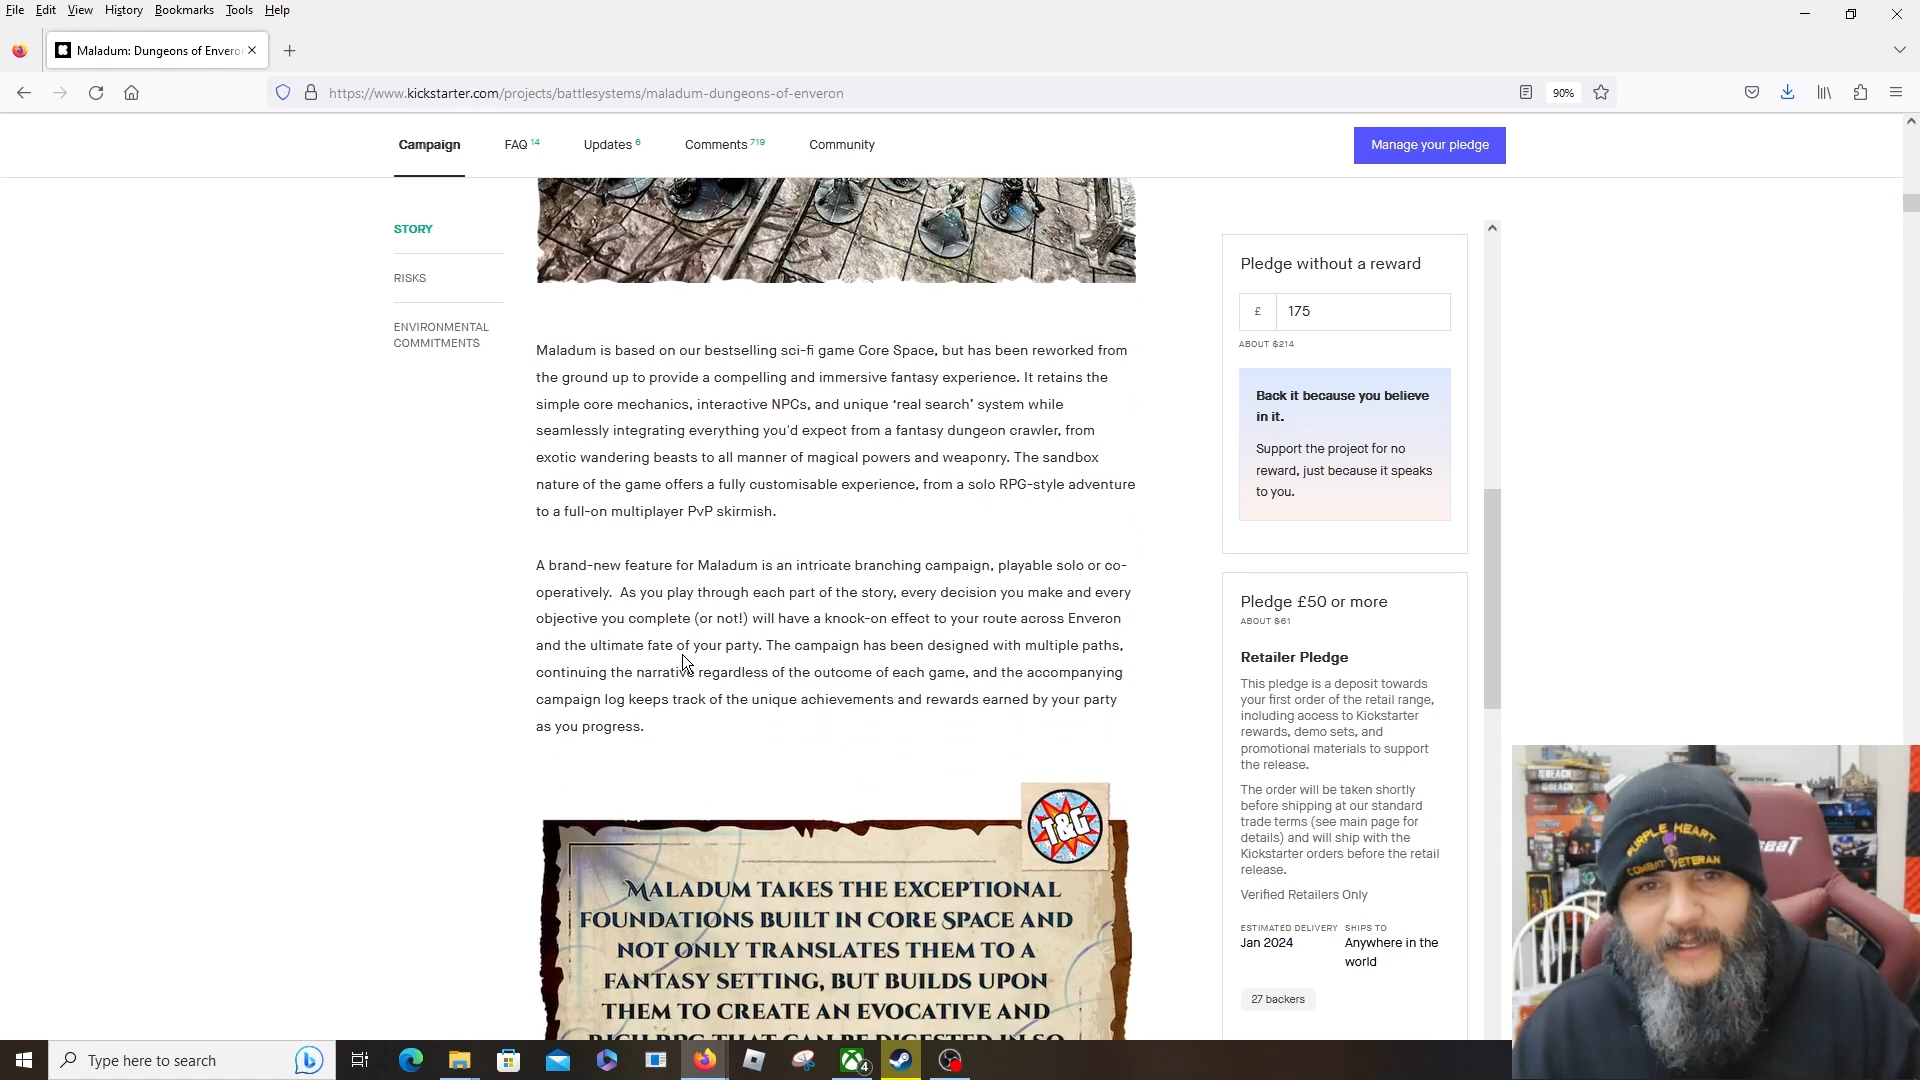 File Edit View History Bookmarks Tools Help
Maladum: Dungeons of Envero
https://www.kickstarter.com/projects/battlesystems/maladum-dungeons-of-enveron
90%
Campaign FAQ 14 Updates 6 Comments 719 Community
Manage your pledge
STORY
RISKS
ENVIRONMENTAL
COMMITMENTS
Maladum is based on our bestselling sci-fi game Core Space, but has been reworked from
the ground up to provide a compelling and immersive fantasy experience. It retains the
simple core mechanics, interactive NPCs, and unique ‘real search’ system while
seamlessly integrating everything you'd expect from a fantasy dungeon crawler, from
exotic wandering beasts to all manner of magical powers and weaponry. The sandbox
nature of the game offers a fully customisable experience, from a solo RPG-style adventure
to a full-on multiplayer PvP skirmish.
A brand-new feature for Maladum is an intricate branching campaign, playable solo or co-
operatively. As you play through each part of the story, every decision you make and every
objective you complete (or not!) will have a knock-on effect to your route across Enveron
and the ultimate fate of your party. The campaign has been designed with multiple paths,
continuing the narrative regardless of the outcome of each game, and the accompanying
campaign log keeps track of the unique achievements and rewards earned by your party
as you progress.
T&G
MALADUM TAKES THE EXCEPTIONAL
FOUNDATIONS BUILT IN CORE SPACE AND
NOT ONLY TRANSLATES THEM TO A
FANTASY SETTING, BUT BUILDS UPON
THEM TO CREATE AN EVOCATIVE AND
RICH RPG THAT CAN BE DIGESTED IN SO
Pledge without a reward
£ 175
ABOUT $214
Back it because you believe
in it.
Support the project for no
reward, just because it speaks
to you.
Pledge £50 or more
ABOUT $61
Retailer Pledge
This pledge is a deposit towards
your first order of the retail range,
including access to Kickstarter
rewards, demo sets, and
promotional materials to support
the release.
The order will be taken shortly
before shipping at our standard
trade terms (see main page for
details) and will ship with the
Kickstarter orders before the retail
release.
Verified Retailers Only
ESTIMATED DELIVERY SHIPS TO
Jan 2024 Anywhere in the
world
27 backers
PURPLE HEART
COMBAT VETERAN
Type here to search
4